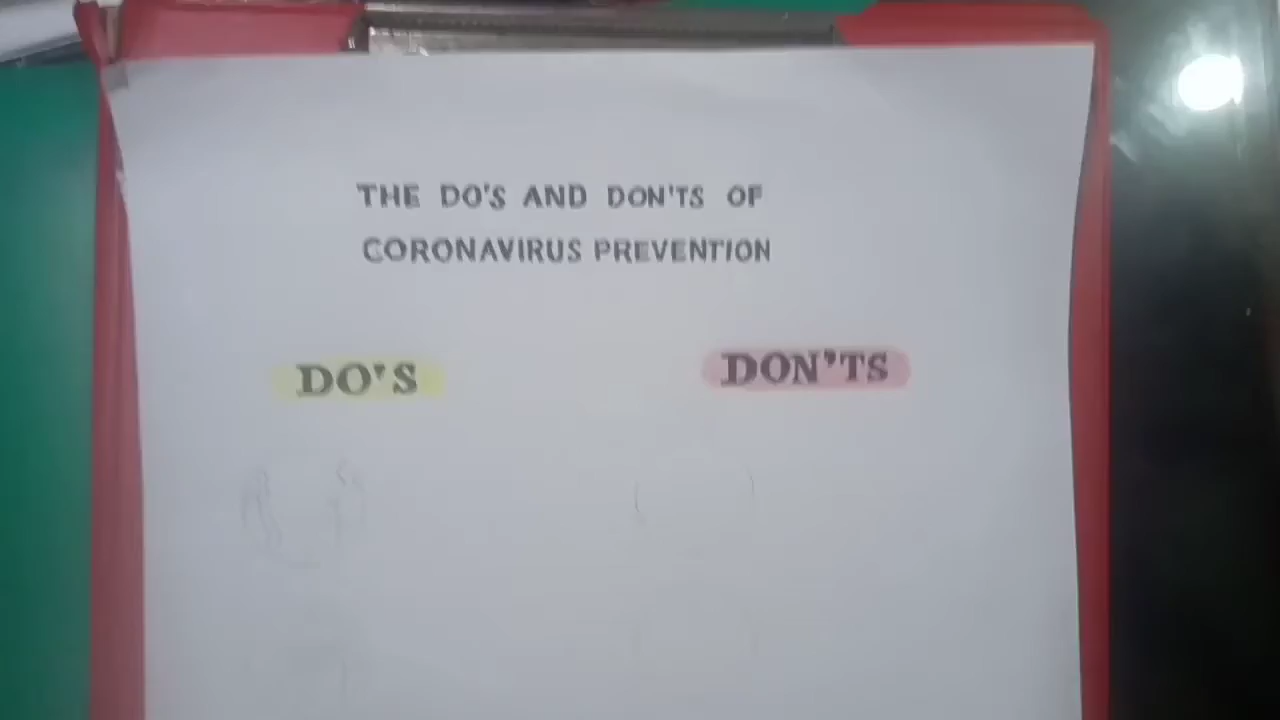 THE DO'S AND DON'TS OF
CORONAVIRUS PREVENTION
DO'S
DON'TS